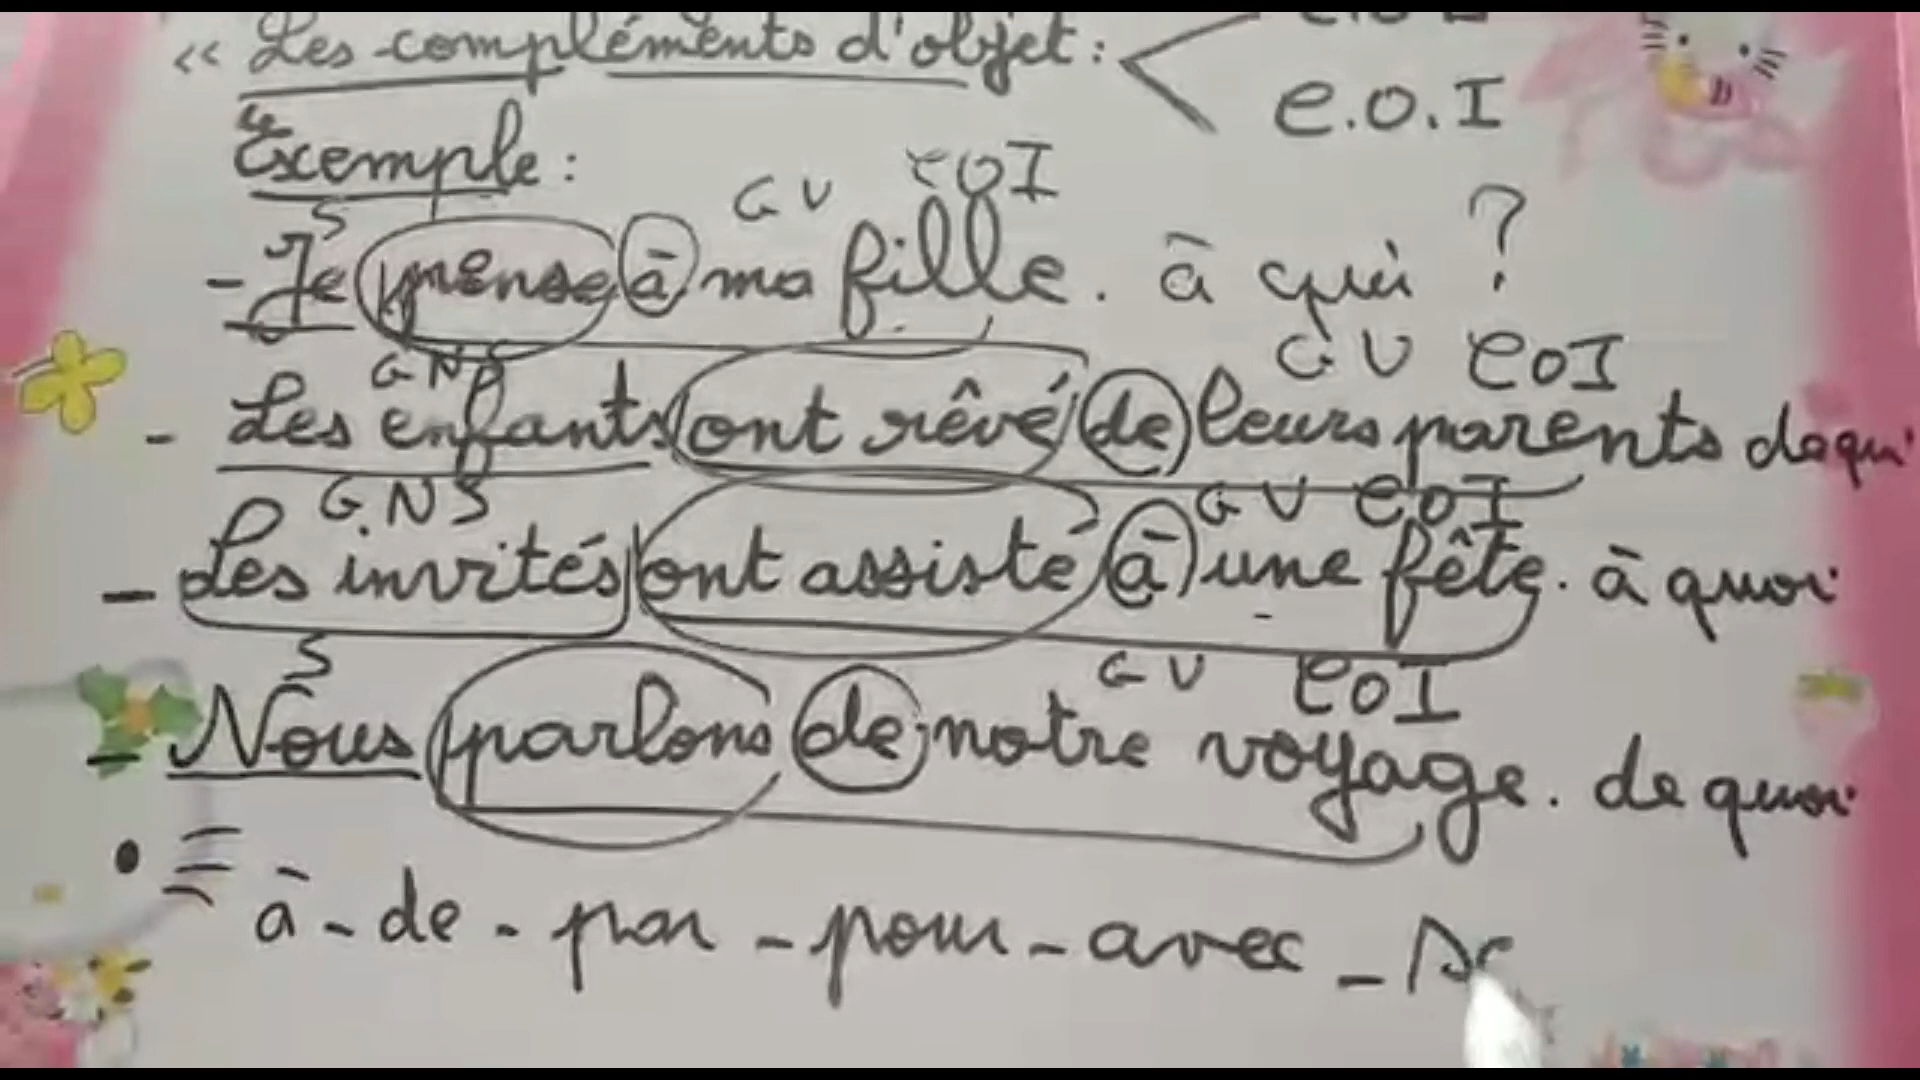 « Les compléments d'objet :
C.O.I
Exemple :
S GV COI
- Je pense à ma fille. à qui ?
GNS GV COI
- Les enfants ont rêvé de leurs parents de qui
G.NS GV COI
- Les invités ont assisté à une fête. à quoi
S GV COI
- Nous parlons de notre voyage. de quoi
à - de - par - pour - avec -